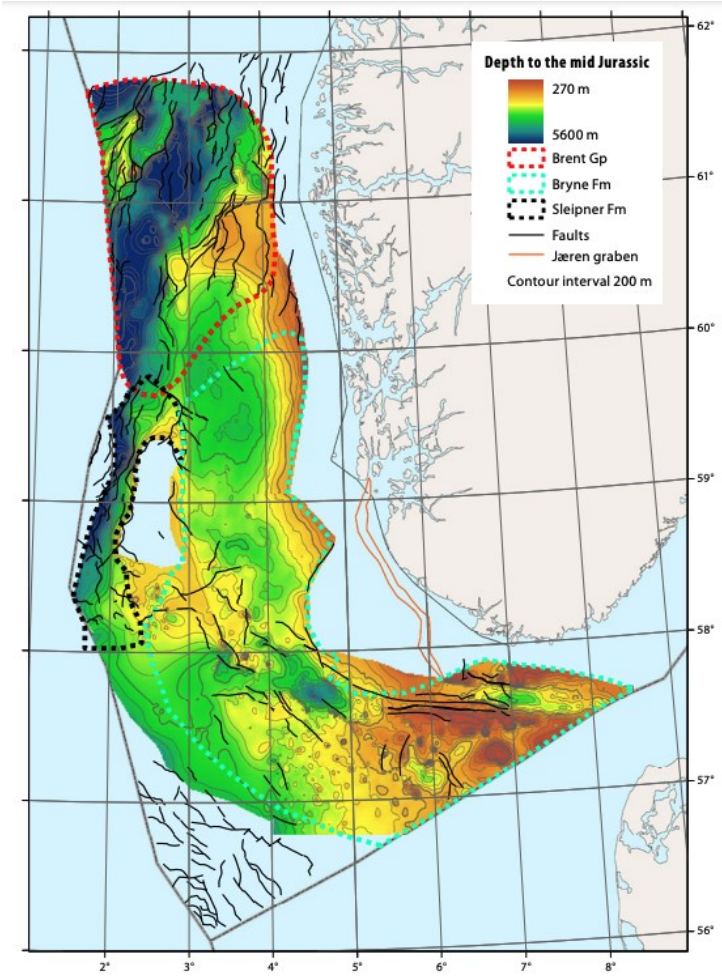 Depth to the mid Jurassic
270 m
5600 m
Brent Gp
Bryne Fm
Sleipner Fm
Faults
Jæren graben
Contour interval 200 m
62°
61°
60°
59°
58°
57°
56°
2° 3° 4° 5° 6° 7° 8°